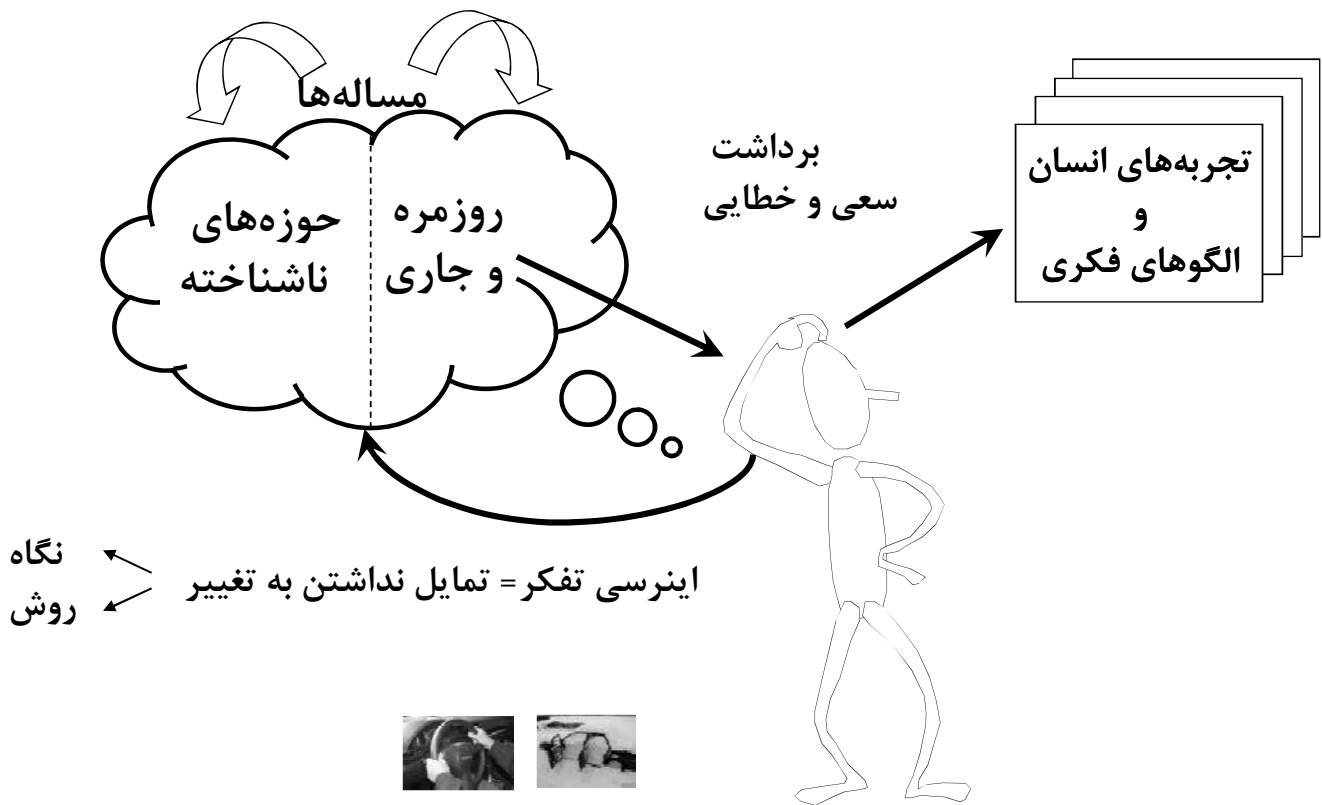 مساله‌ها
روزمره
و جاری
حوزه‌های
ناشناخته
برداشت
سعی و خطایی
تجربه‌های انسان
و
الگوهای فکری
اینرسی تفکر= تمایل نداشتن به تغییر
نگاه
روش